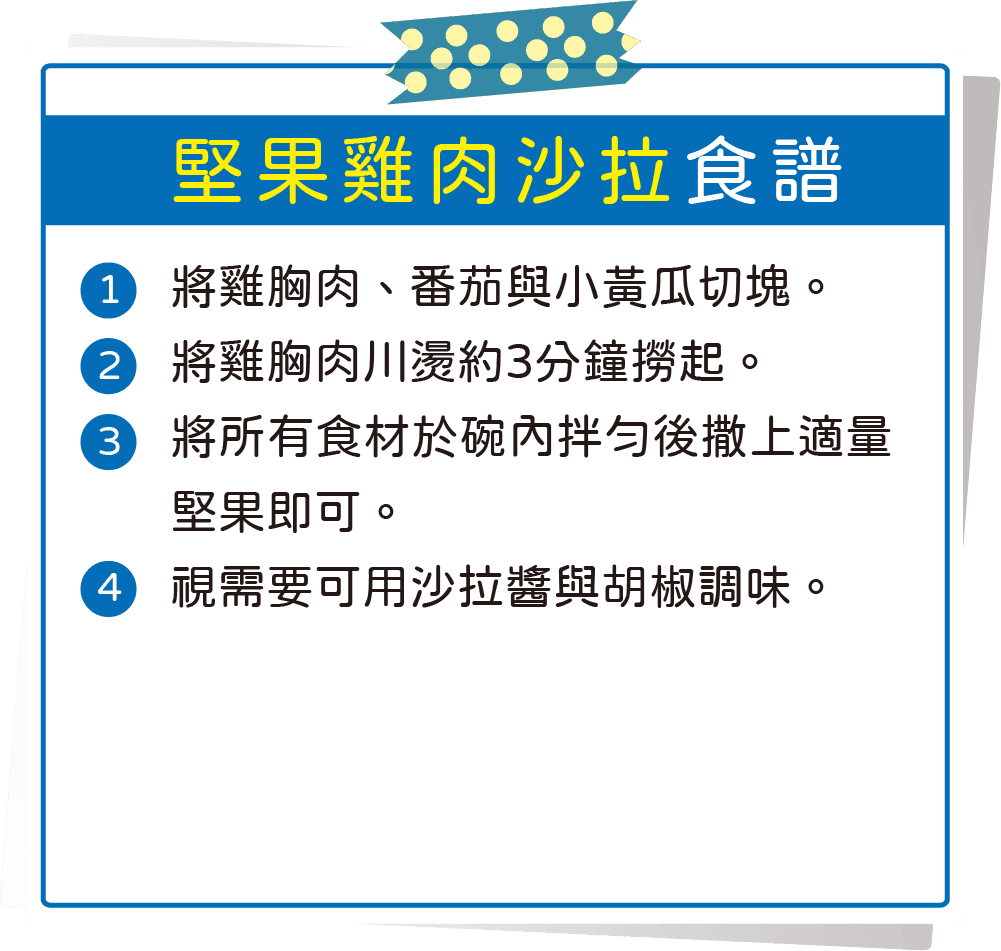 堅果雞肉沙拉食譜
1 將雞胸肉、番茄與小黃瓜切塊。
2 將雞胸肉川燙約3分鐘撈起。
3 將所有食材於碗內拌勻後撒上適量
堅果即可。
4 視需要可用沙拉醬與胡椒調味。